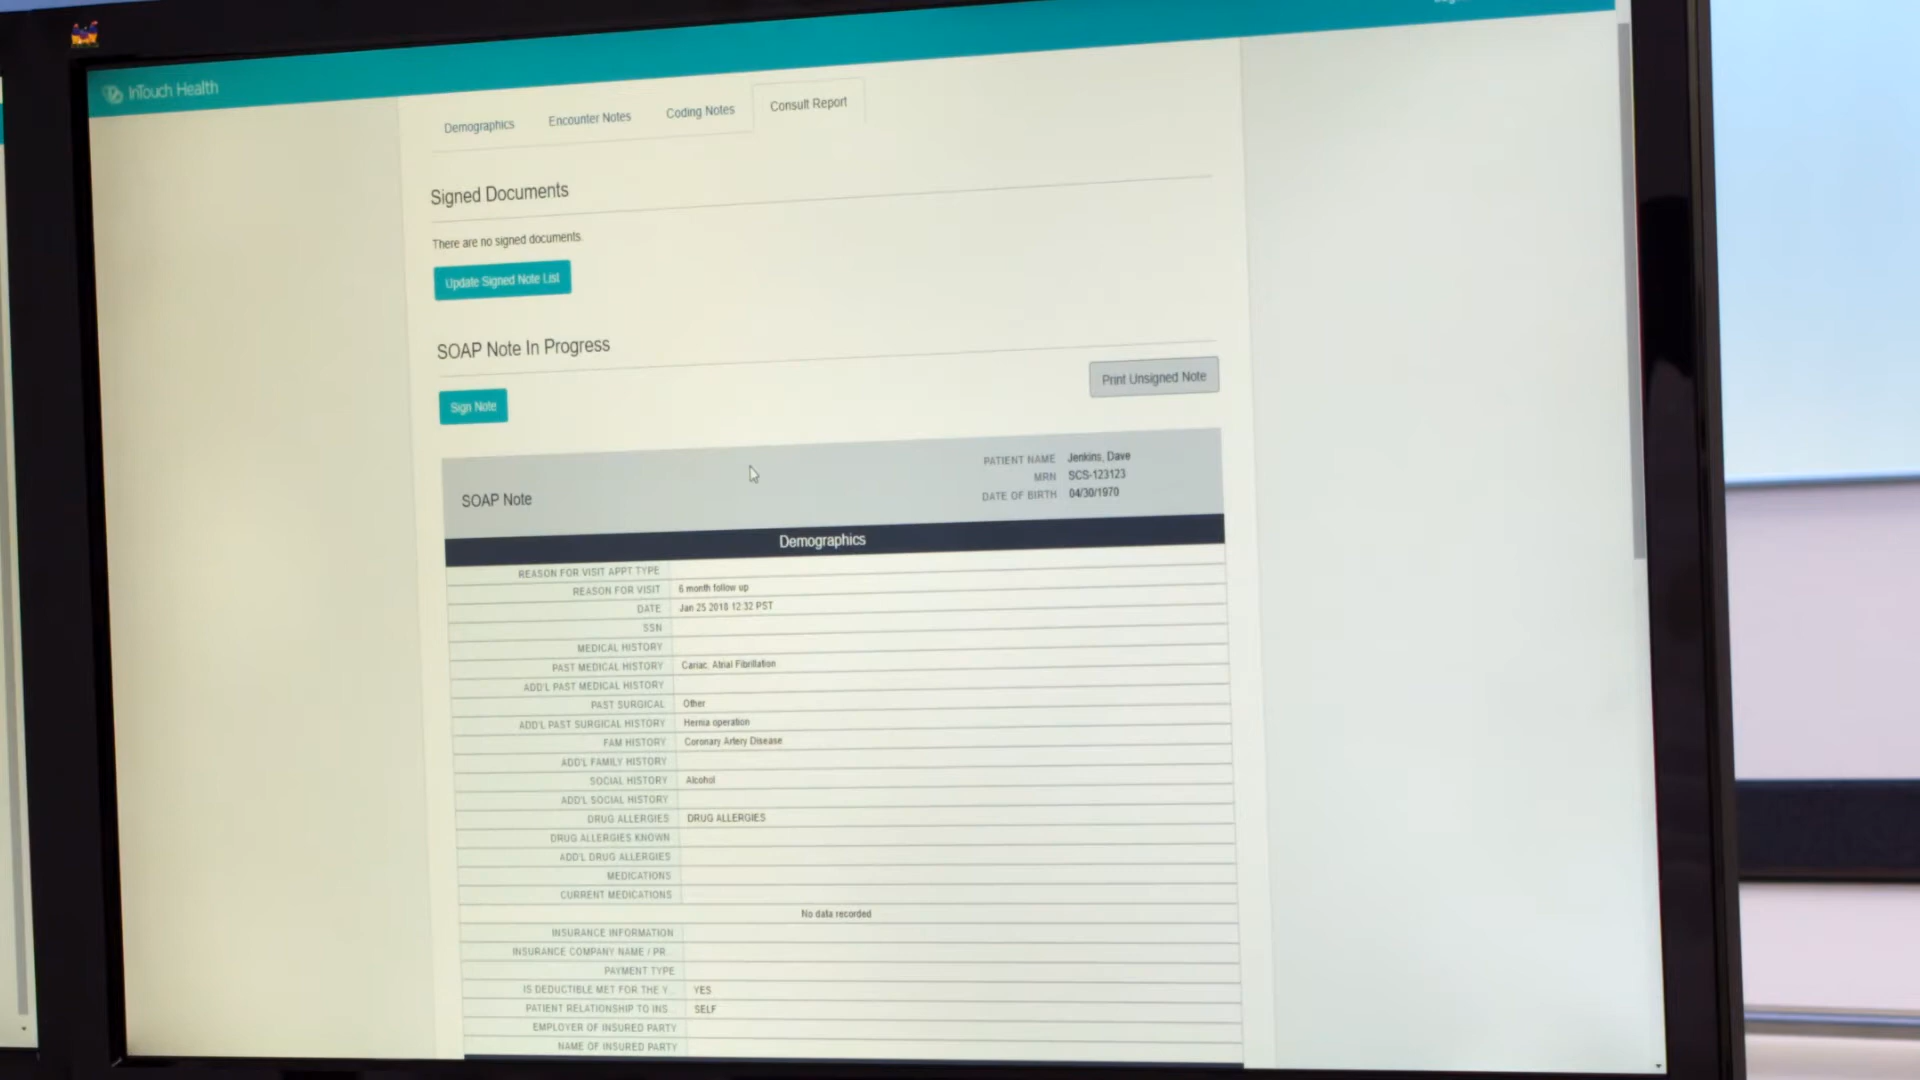 InTouch Health
Demographics
Encounter Notes
Coding Notes
Consult Report
Signed Documents
There are no signed documents.
Update Signed Note List
SOAP Note In Progress
Sign Note
Print Unsigned Note
SOAP Note
PATIENT NAME Jenkins, Dave
MRN SCS-123123
DATE OF BIRTH 04/30/1970
Demographics
REASON FOR VISIT APPT TYPE
REASON FOR VISIT 6 month follow up
DATE Jan 25 2018 12:32 PST
SSN
MEDICAL HISTORY
PAST MEDICAL HISTORY Cariac, Atrial Fibrillation
ADD'L PAST MEDICAL HISTORY
PAST SURGICAL Other
ADD'L PAST SURGICAL HISTORY Hernia operation
FAM HISTORY Coronary Artery Disease
ADD'L FAMILY HISTORY
SOCIAL HISTORY Alcohol
ADD'L SOCIAL HISTORY
DRUG ALLERGIES DRUG ALLERGIES
DRUG ALLERGIES KNOWN
ADD'L DRUG ALLERGIES
MEDICATIONS
CURRENT MEDICATIONS
No data recorded
INSURANCE INFORMATION
INSURANCE COMPANY NAME / PR...
PAYMENT TYPE
IS DEDUCTIBLE MET FOR THE Y... YES
PATIENT RELATIONSHIP TO INS... SELF
EMPLOYER OF INSURED PARTY
NAME OF INSURED PARTY